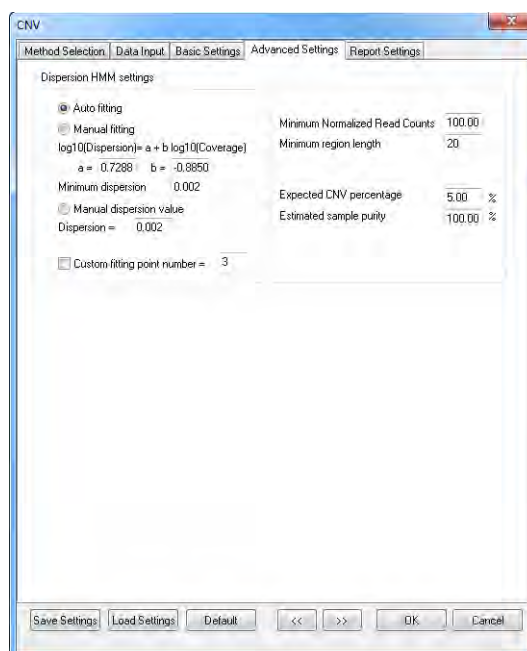 CNV
Method Selection Data Input Basic Settings Advanced Settings Report Settings
Dispersion HMM settings
Auto fitting
Manual fitting
log10(Dispersion)= a + b log10(Coverage)
a = 0.7288 b = -0.8850
Minimum dispersion 0.002
Manual dispersion value
Dispersion = 0.002
Custom fitting point number = 3
Minimum Normalized Read Counts 100.00
Minimum region length 20
Expected CNV percentage 5.00 %
Estimated sample purity 100.00 %
Save Settings Load Settings Default << >> OK Cancel